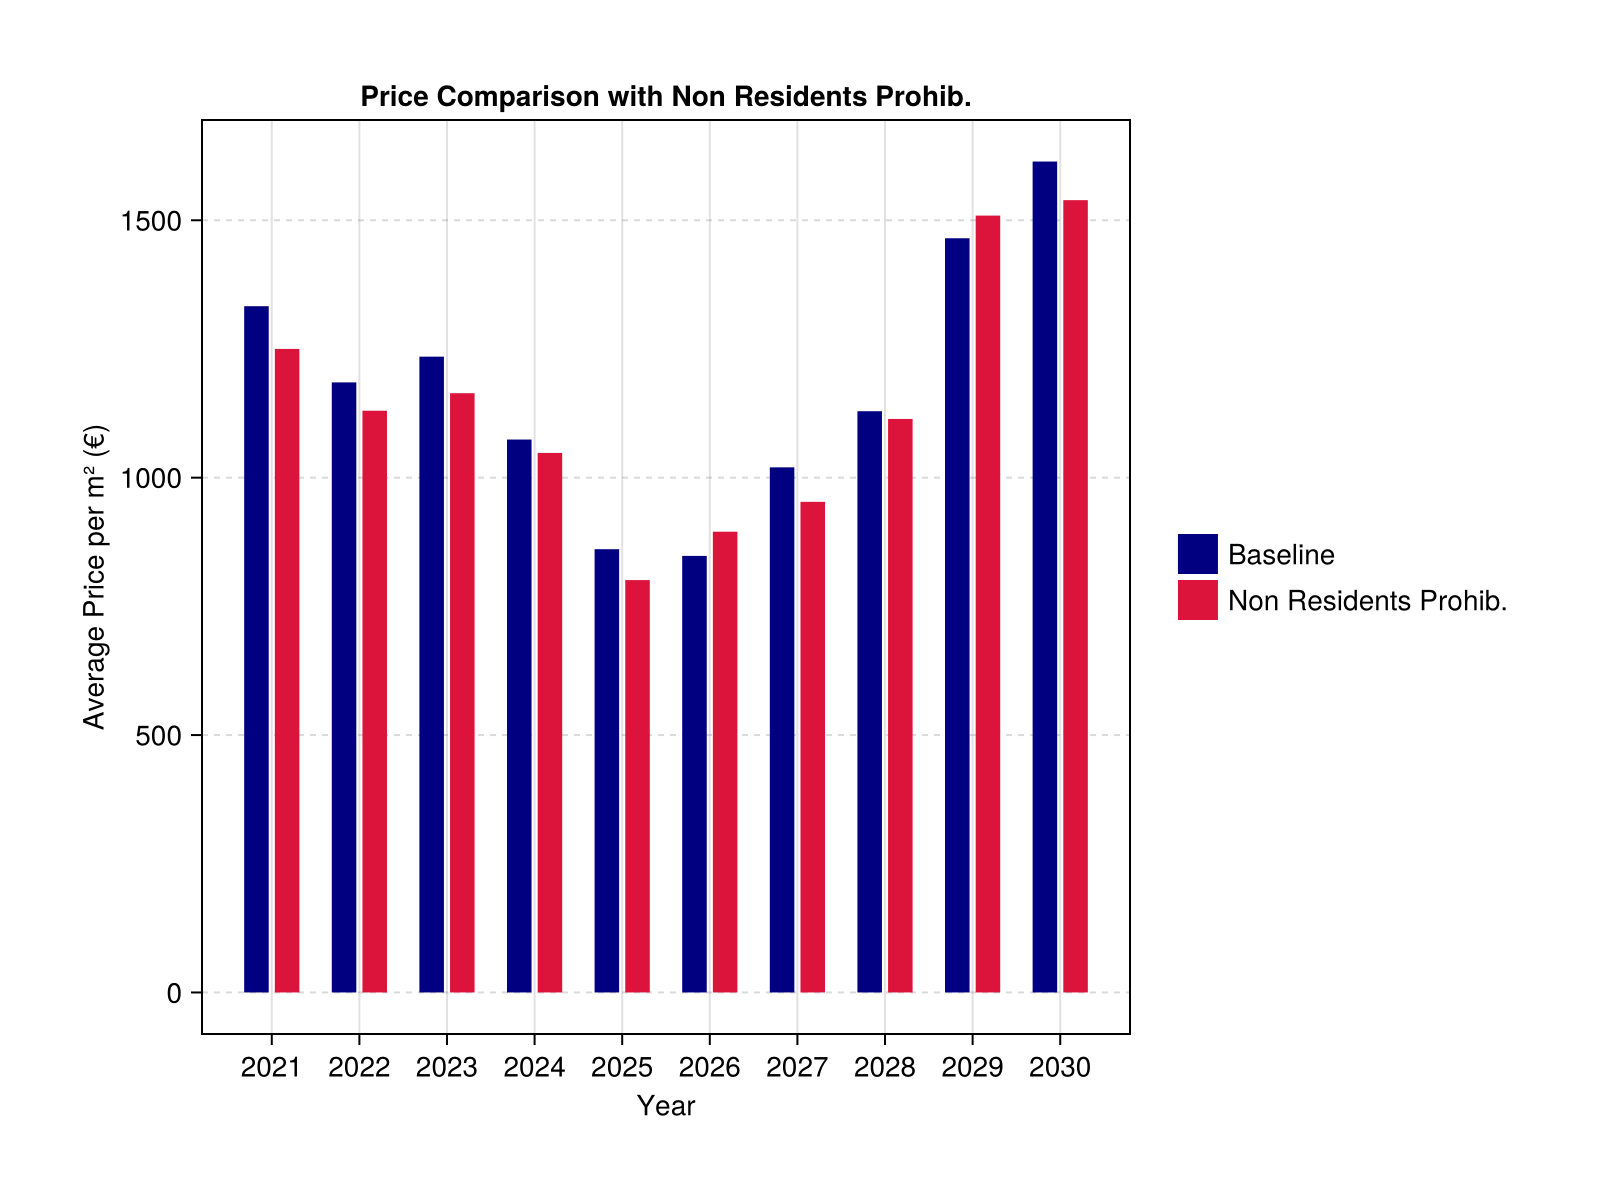 Price Comparison with Non Residents Prohib.
Average Price per m² (€)
1500
1000
500
0
2021 2022 2023 2024 2025 2026 2027 2028 2029 2030
Year
Baseline
Non Residents Prohib.